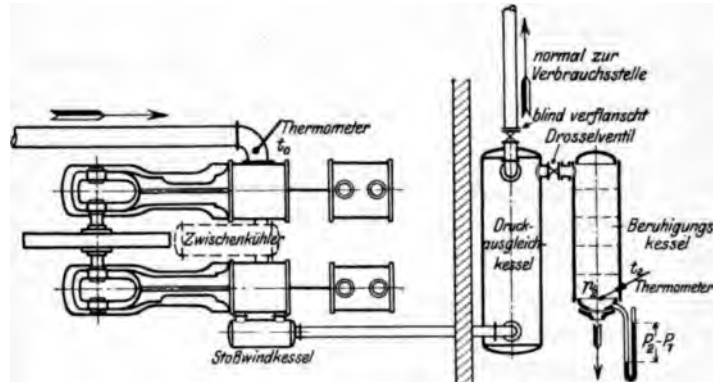 normal zur
Verbrauchsstelle
blind verflanscht
Drosselventil
Thermometer
t₀
Zwischenkühler
Druck-
ausgleich-
kessel
Beruhigungs
kessel
t₂
Thermometer
Stoßwindkessel
P₂-P₁